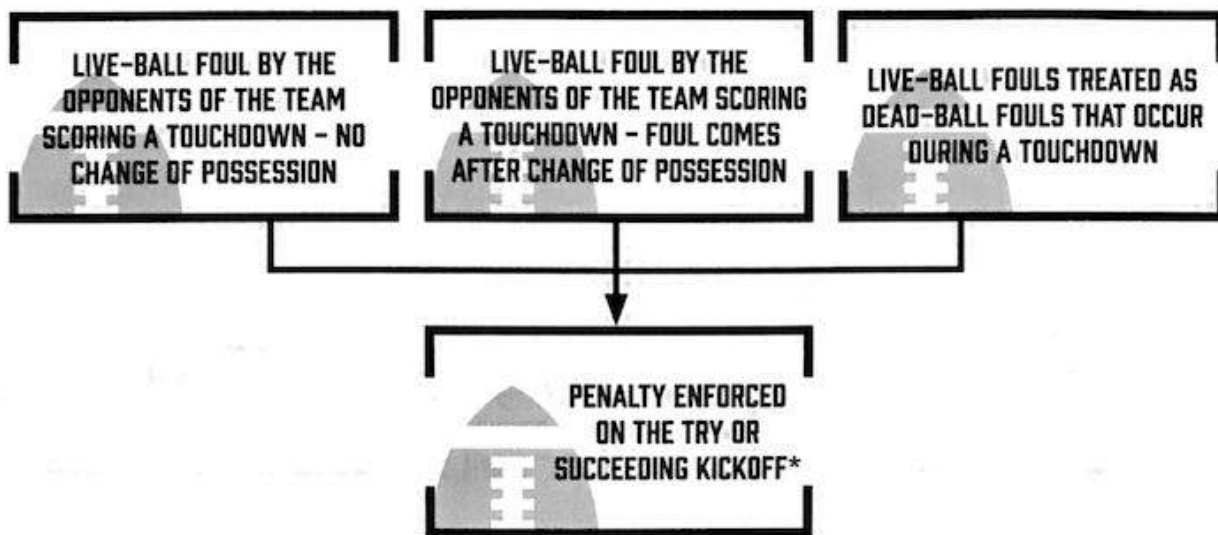 LIVE-BALL FOUL BY THE
OPPONENTS OF THE TEAM
SCORING A TOUCHDOWN – NO
CHANGE OF POSSESSION
LIVE-BALL FOUL BY THE
OPPONENTS OF THE TEAM SCORING
A TOUCHDOWN – FOUL COMES
AFTER CHANGE OF POSSESSION
LIVE-BALL FOULS TREATED AS
DEAD-BALL FOULS THAT OCCUR
DURING A TOUCHDOWN
PENALTY ENFORCED
ON THE TRY OR
SUCCEEDING KICKOFF*